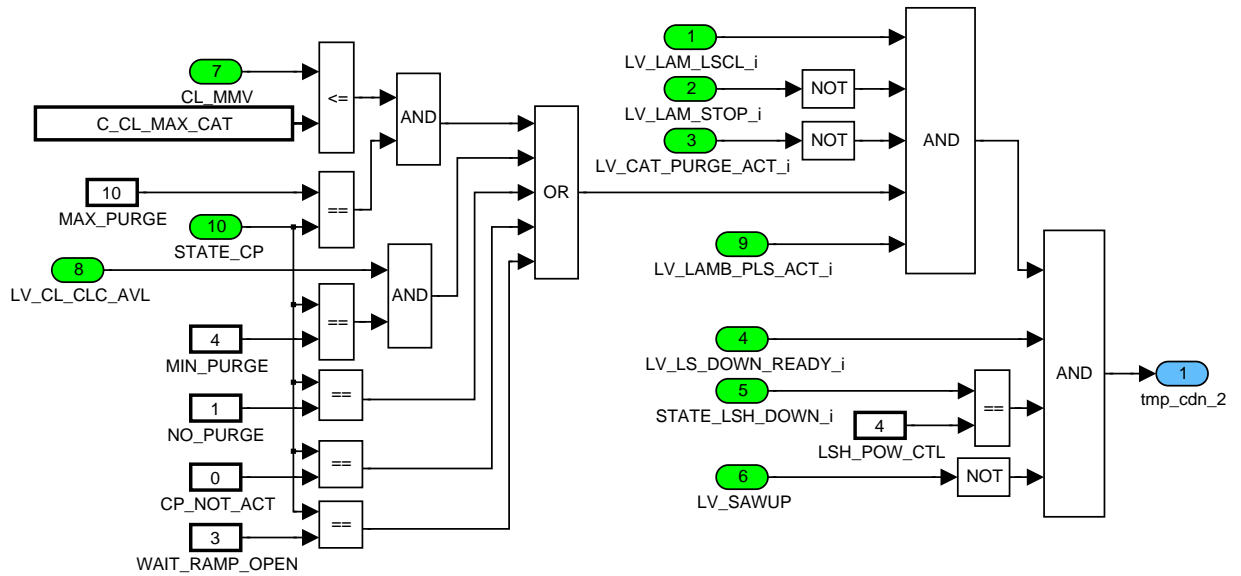 1
LV_LAM_LSCL_i
7
CL_MMV
<=
2
LV_LAM_STOP_i
NOT
C_CL_MAX_CAT
AND
3
LV_CAT_PURGE_ACT_i
NOT
AND
10
MAX_PURGE
==
OR
10
STATE_CP
9
LV_LAMB_PLS_ACT_i
8
LV_CL_CLC_AVL
AND
==
4
MIN_PURGE
4
LV_LS_DOWN_READY_i
AND
1
tmp_cdn_2
==
1
NO_PURGE
5
STATE_LSH_DOWN_i
==
4
LSH_POW_CTL
==
0
CP_NOT_ACT
6
LV_SAWUP
NOT
==
3
WAIT_RAMP_OPEN